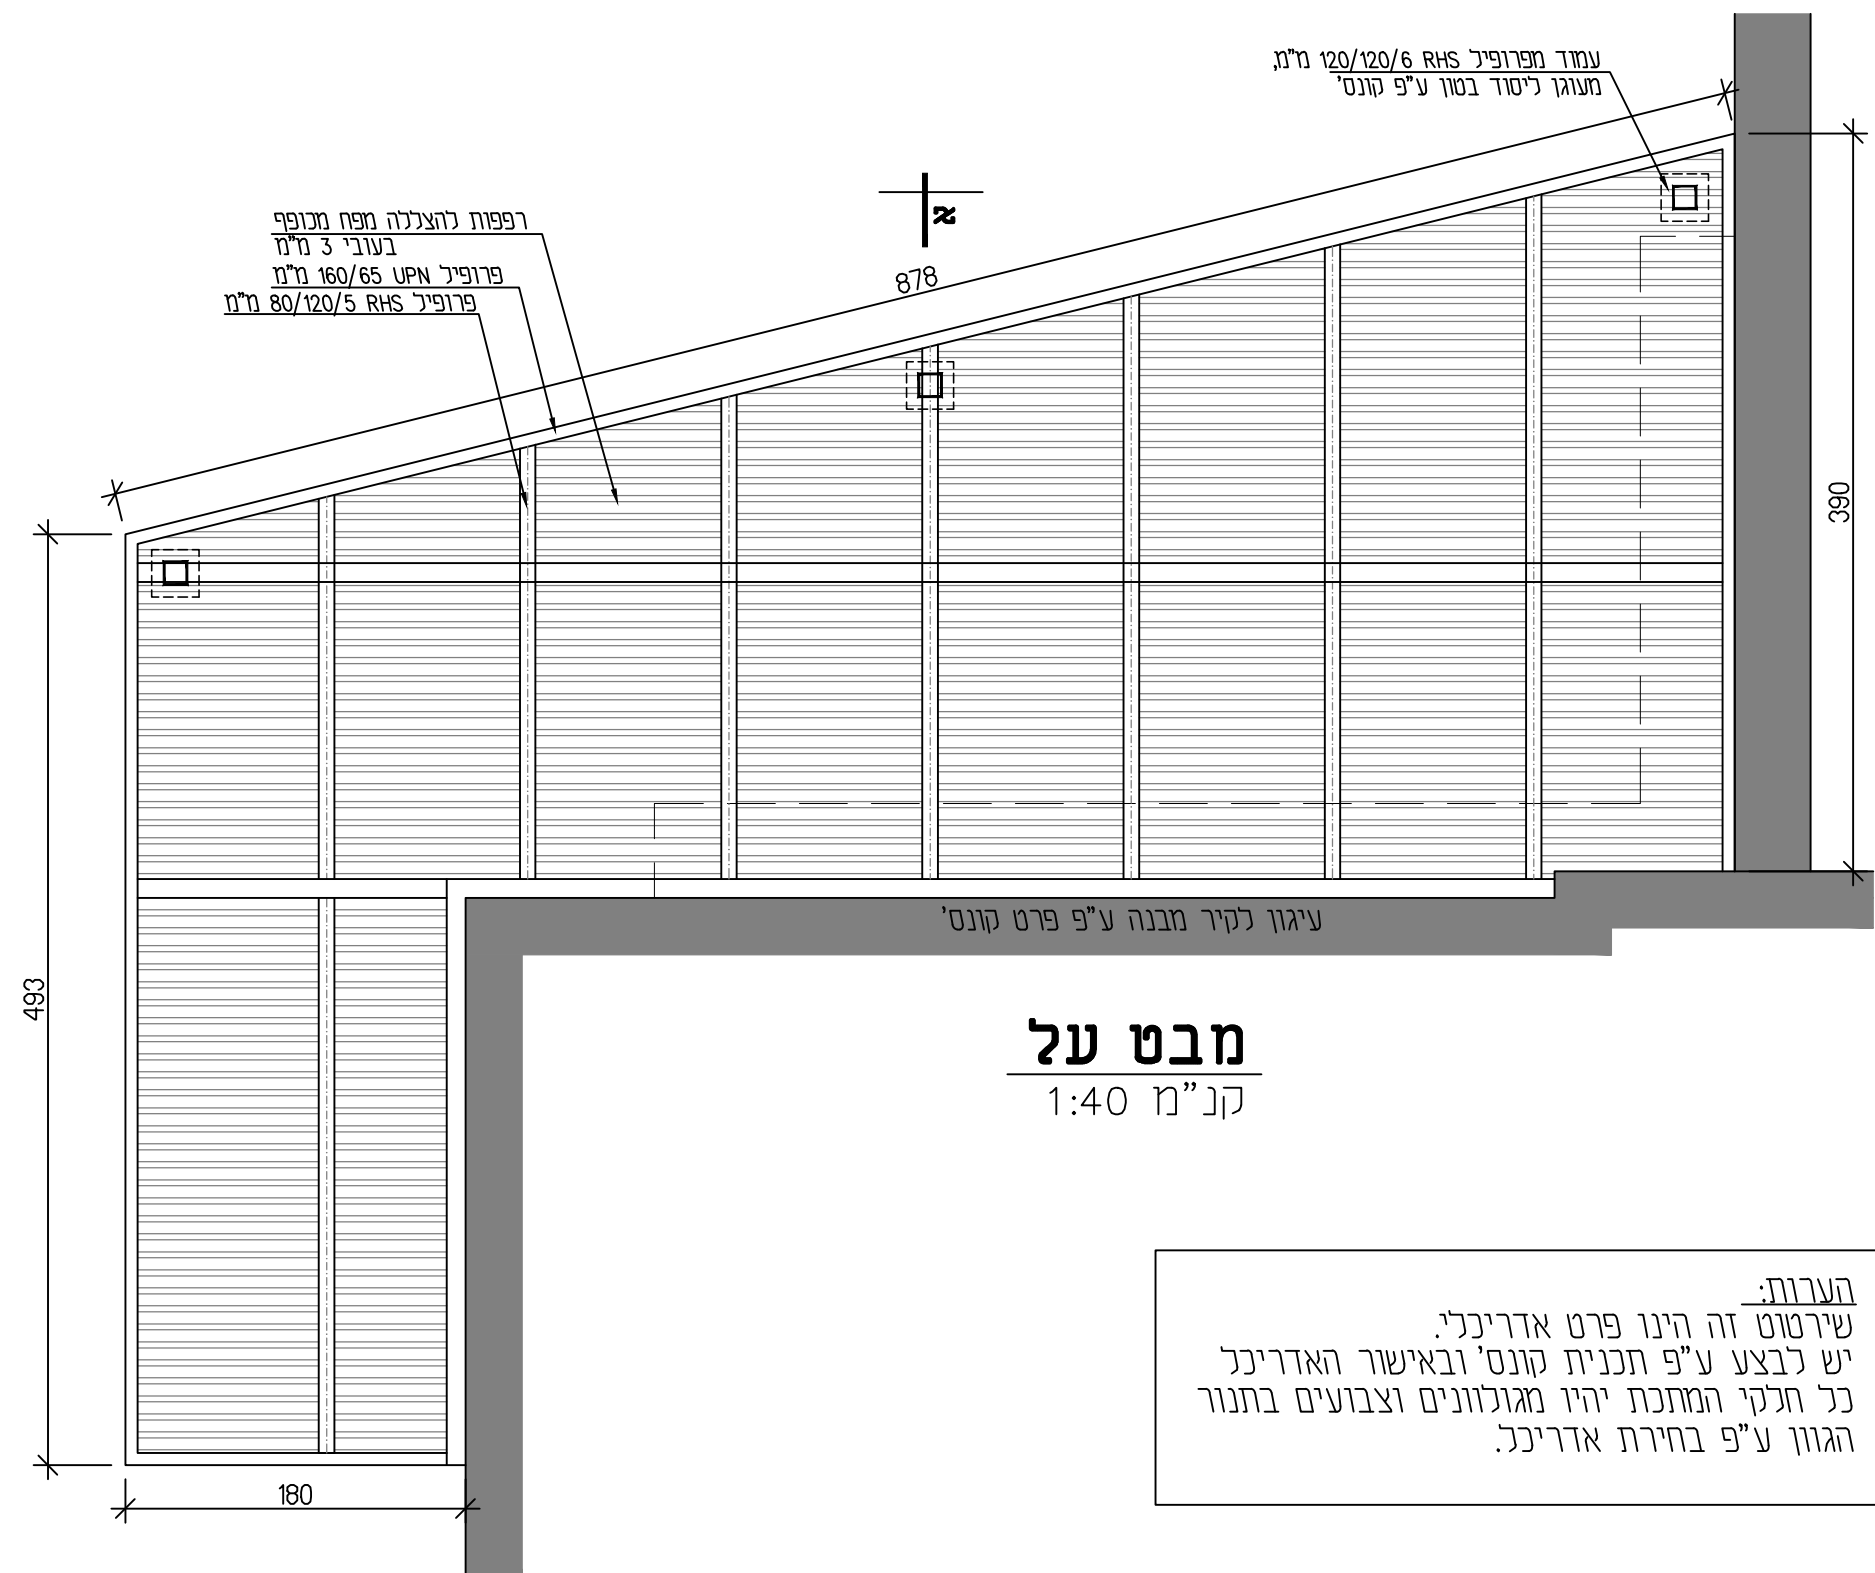 עמוד מפרופיל RHS 120/120/6 מ"מ,
מעוגן ליסוד בטון ע"פ קונס'
א
878
רפפות להצללה מפח מכופף
בעובי 3 מ"מ
פרופיל UPN 160/65 מ"מ
פרופיל RHS 80/120/5 מ"מ
390
493
עיגון לקיר מבנה ע"פ פרט קונס'
מבט על
קנ"מ 1:40
180
הערות:
שירטוט זה הינו פרט אדריכלי.
יש לבצע ע"פ תכנית קונס' ובאישור האדריכל
כל חלקי המתכת יהיו מגולוונים וצבועים בתנור
הגוון ע"פ בחירת אדריכל.